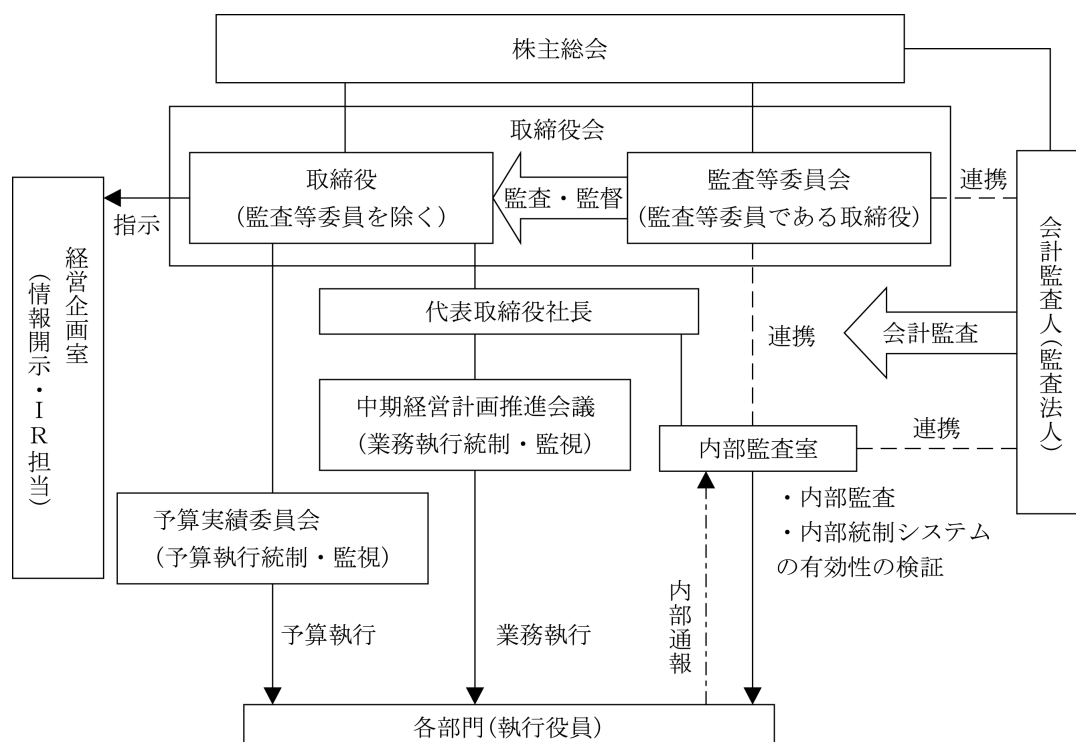 株主総会
取締役会
取締役
(監査等委員を除く)
監査・監督
監査等委員会
(監査等委員である取締役)
連携
指示
経営企画室
(情報開示・IR担当)
会計監査人(監査法人)
代表取締役社長
連携
会計監査
中期経営計画推進会議
(業務執行統制・監視)
内部監査室
連携
予算実績委員会
(予算執行統制・監視)
・内部監査
・内部統制システム
の有効性の検証
内部通報
予算執行
業務執行
各部門(執行役員)